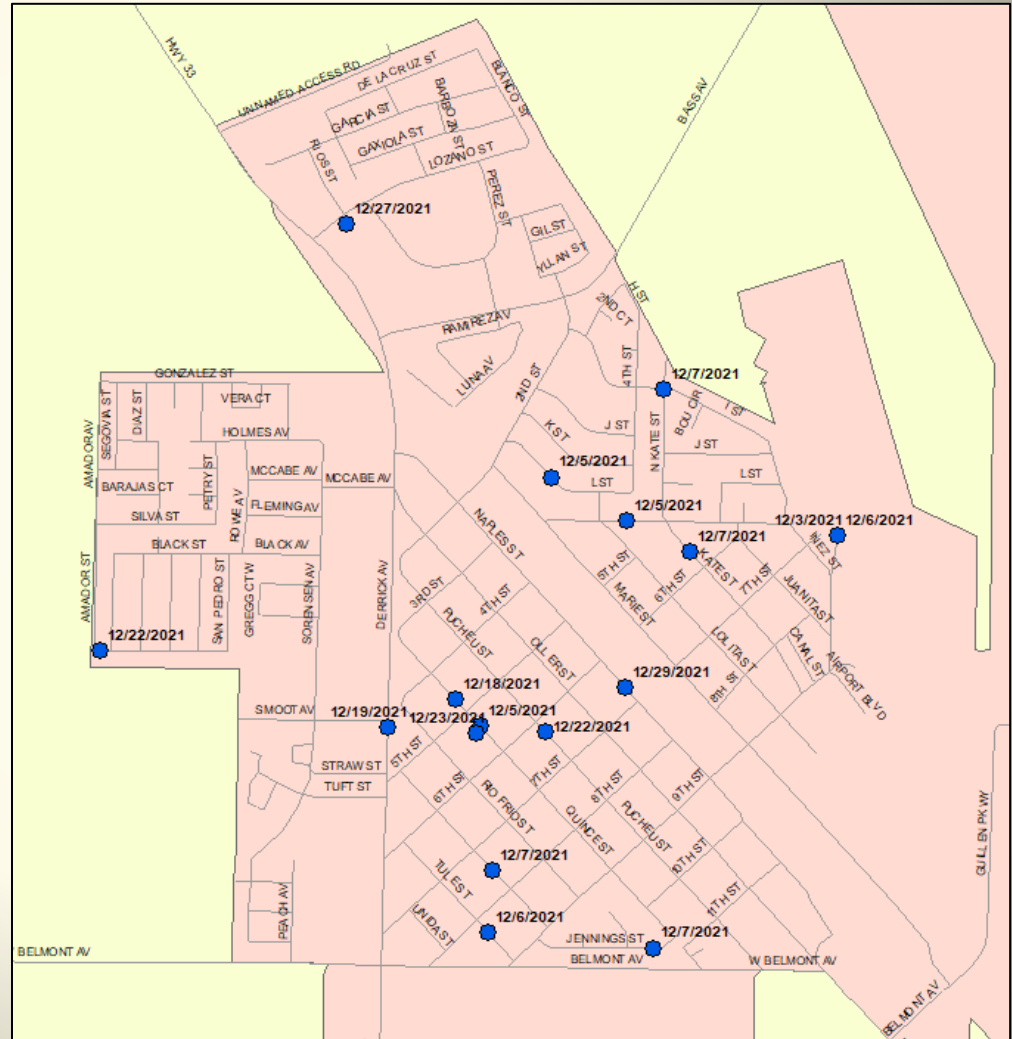 HWY 33
UNNAMED ACCESS RD
DE LA CRUZ ST
BLANCO ST
BARBOZA ST
GARCIA ST
GAXIOLA ST
LOZANO ST
RIOS ST
PEREZ ST
BASS AV
12/27/2021
GIL ST
YLLAN ST
H ST
2ND CT
RAMIREZ AV
LUNA AV
2ND ST
4TH ST
12/7/2021
GONZALEZ ST
VERA CT
SEGOVIA ST
DIAZ ST
AMADOR AV
HOLMES AV
BOU CIR
I ST
K ST
J ST
N KATE ST
J ST
MCCABE AV
MCCABE AV
PETRY ST
BARAJAS CT
12/5/2021
L ST
L ST
ROWE AV
FLEMING AV
SILVA ST
NAPLES ST
12/5/2021
12/3/2021
12/6/2021
BLACK ST
BLACK AV
INEZ ST
12/7/2021
5TH ST
6TH ST
KATE ST
7TH ST
JUANITA ST
AMADOR ST
SAN PEDRO ST
GREGG CT W
SORENSEN AV
DERRICK AV
3RD ST
4TH ST
MARIE ST
12/22/2021
PUCHEU ST
OLLER ST
LOLITA ST
CANAL ST
8TH ST
AIRPORT BLVD
12/29/2021
12/18/2021
SMOOT AV
12/19/2021
12/23/2021
12/5/2021
12/22/2021
STRAW ST
TUFT ST
5TH ST
6TH ST
7TH ST
8TH ST
9TH ST
RIO FRIO ST
QUINCE ST
PUCHEU ST
GUILLEN PKWY
12/7/2021
10TH ST
TULE ST
11TH ST
PEACH AV
UNIDA ST
12/6/2021
JENNINGS ST
12/7/2021
BELMONT AV
BELMONT AV
W BELMONT AV
BELMONT AV